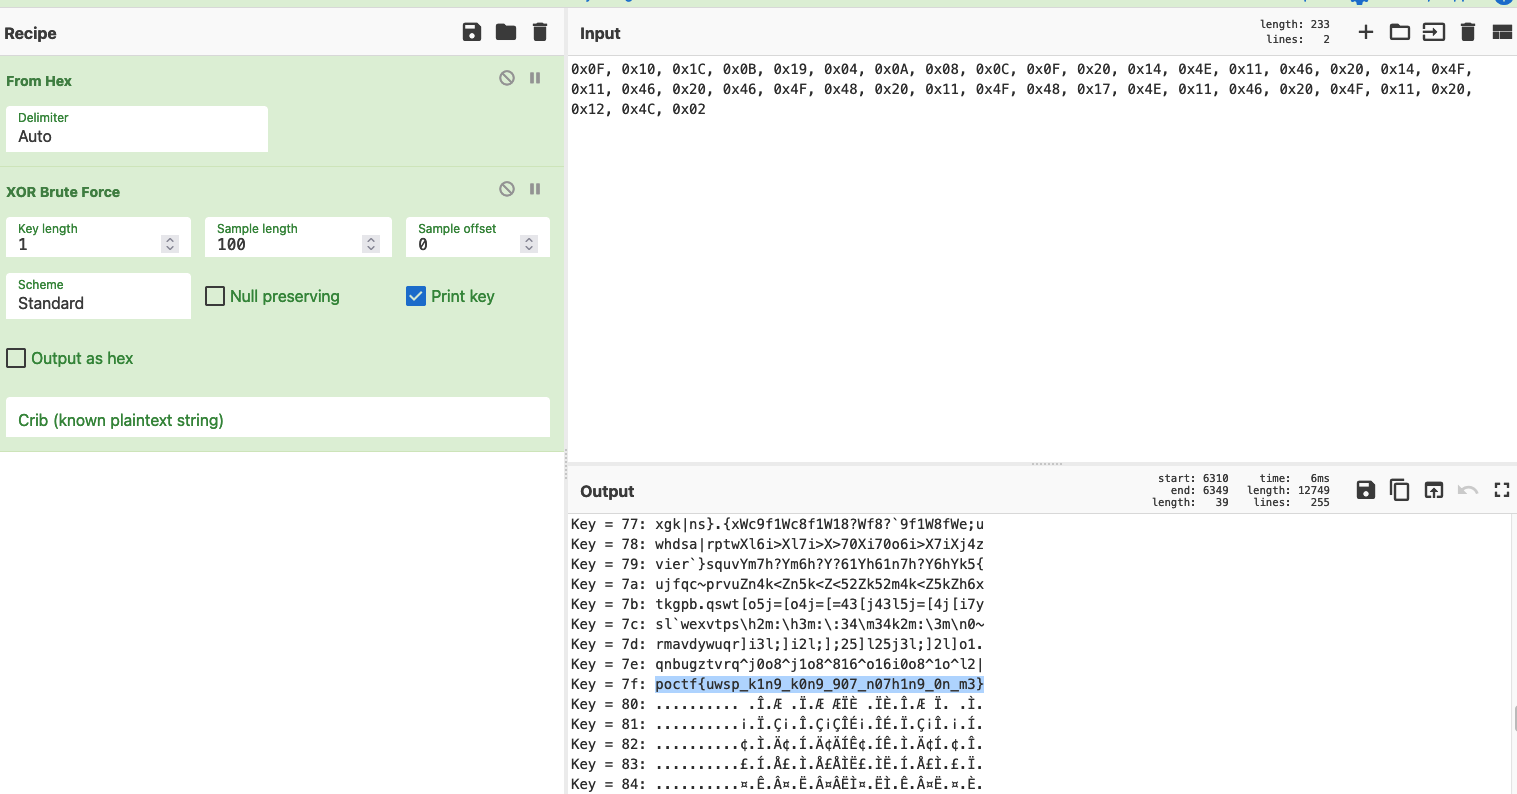 Recipe
From Hex
Delimiter
Auto
XOR Brute Force
Key length
1
Sample length
100
Sample offset
0
Scheme
Standard
Null preserving
Print key
Output as hex
Crib (known plaintext string)
Input
length: 233
lines: 2
0x0F, 0x10, 0x1C, 0x0B, 0x19, 0x04, 0x0A, 0x08, 0x0C, 0x0F, 0x20, 0x14, 0x4E, 0x11, 0x46, 0x20, 0x14, 0x4F,
0x11, 0x46, 0x20, 0x46, 0x4F, 0x48, 0x20, 0x11, 0x4F, 0x48, 0x17, 0x4E, 0x11, 0x46, 0x20, 0x4F, 0x11, 0x20,
0x12, 0x4C, 0x02
Output
start: 6310
end: 6349
length: 39
time: 6ms
length: 12749
lines: 255
Key = 77: xgk|ns}.{xWc9f1Wc8f1W18?Wf8?`9f1W8fWe;u
Key = 78: whdsa|rptwXl6i>Xl7i>X>70Xi70o6i>X7iXj4z
Key = 79: vier`}squvYm7h?Ym6h?Y?61Yh61n7h?Y6hYk5{
Key = 7a: ujfqc~prvuZn4k<Zn5k<Z<52Zk52m4k<Z5kZh6x
Key = 7b: tkgpb.qswt[o5j=[o4j=[=43[j43l5j=[4j[i7y
Key = 7c: sl`wexvtps\h2m:\h3m:\:34\m34k2m:\3m\n0~
Key = 7d: rmavdywuqr]i3l;]i2l;];25]l25j3l;]2l]o1.
Key = 7e: qnbugztvrq^j0o8^j1o8^816^o16i0o8^1o^l2|
Key = 7f: poctf{uwsp_k1n9_k0n9_907_n07h1n9_0n_m3}
Key = 80: .......... .Î.Æ .Ï.Æ ÆÏÈ .ÏÈ.Î.Æ Ï. .Ì.
Key = 81: ..........¡.Ï.Ç¡.Î.Ç¡ÇÎÉ¡.ÎÉ.Ï.Ç¡Î.¡.Í.
Key = 82: ..........¢.Ì.Ä¢.Í.Ä¢ÄÍÊ¢.ÍÊ.Ì.Ä¢Í.¢.Î.
Key = 83: ..........£.Í.Å£.Ì.Å£ÅÌË£.ÌË.Í.Å£Ì.£.Ï.
Key = 84: ..........¤.Ê.Â¤.Ë.Â¤ÂËÌ¤.ËÌ.Ê.Â¤Ë.¤.È.